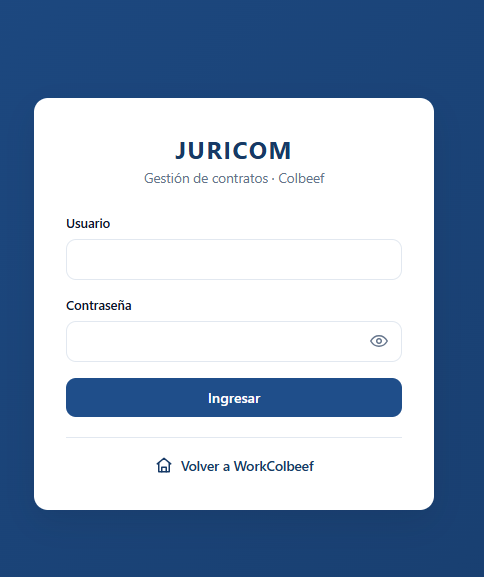 JURICOM
Gestión de contratos · Colbeef
Usuario
Contraseña
Ingresar
Volver a WorkColbeef